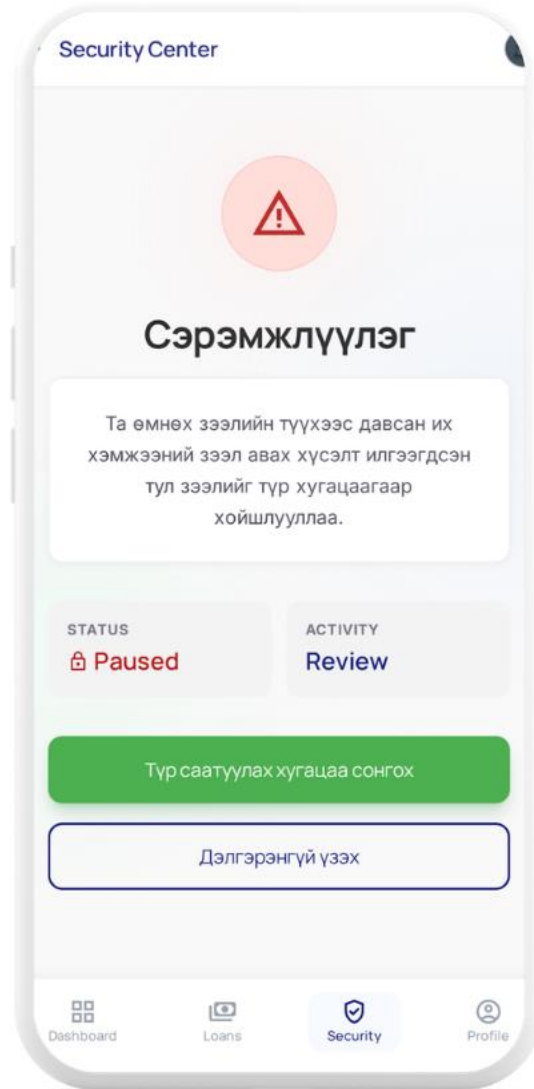 Security Center
Сэрэмжлүүлэг
Та өмнөх зээлийн түүхээс давсан их
хэмжээний зээл авах хүсэлт илгээгдсэн
тул зээлийг түр хугацаагаар
хойшлууллаа.
STATUS
Paused
ACTIVITY
Review
Түр саатуулах хугацаа сонгох
Дэлгэрэнгүй үзэх
Dashboard
Loans
Security
Profile